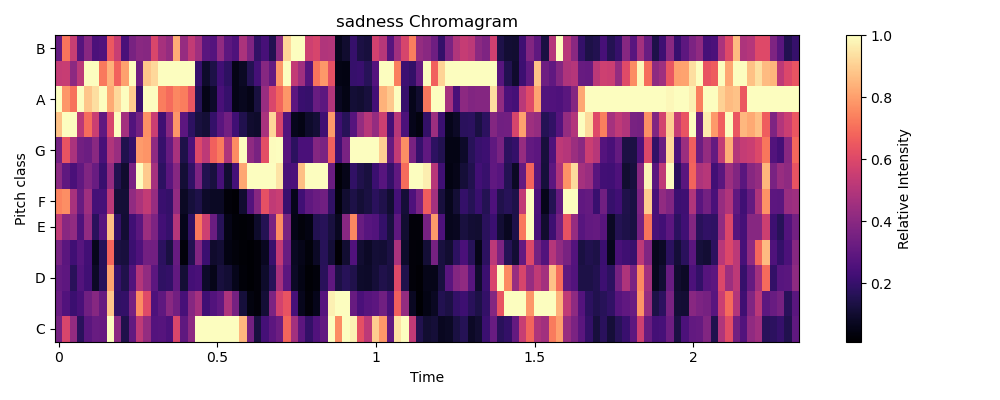 sadness Chromagram
B
A
G
F
E
D
C
Pitch class
0
0.5
1
1.5
2
Time
1.0
0.8
0.6
0.4
0.2
Relative Intensity